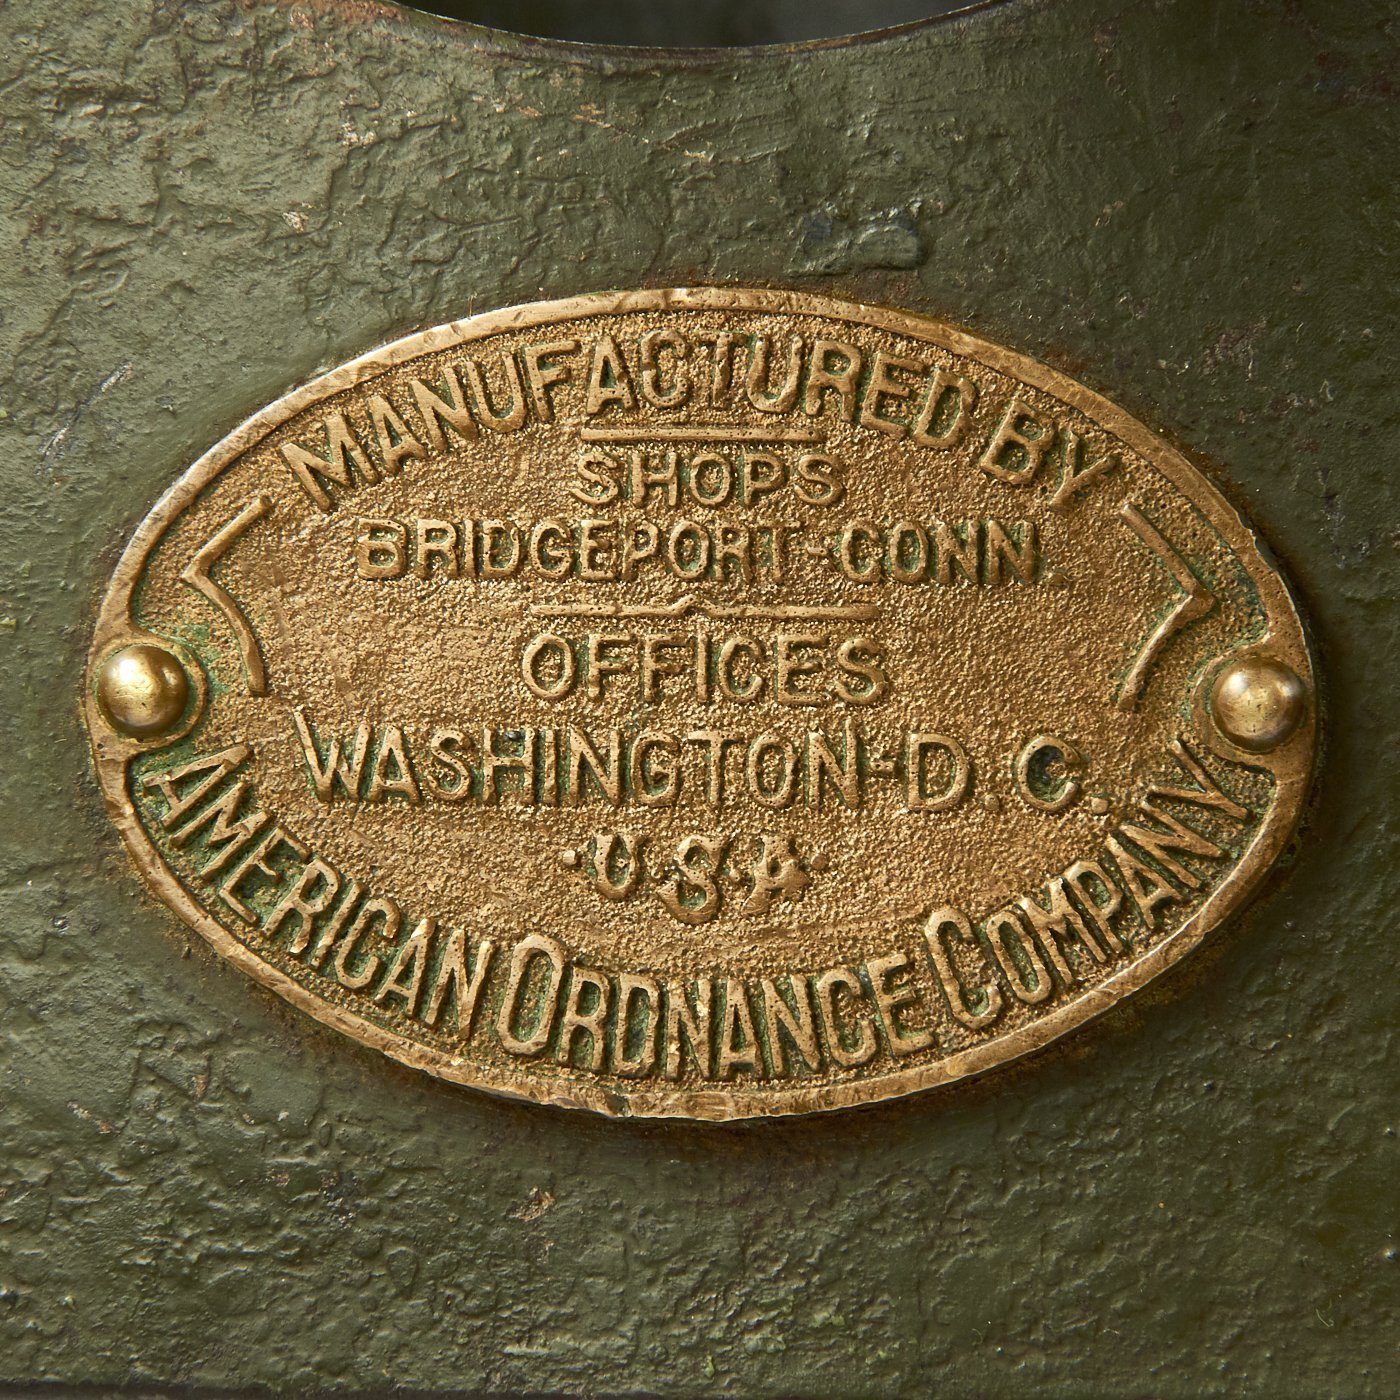 MANUFACTURED BY
SHOPS
BRIDGEPORT-CONN.
OFFICES
WASHINGTON-D.C.
·U·S·A·
AMERICAN ORDNANCE COMPANY